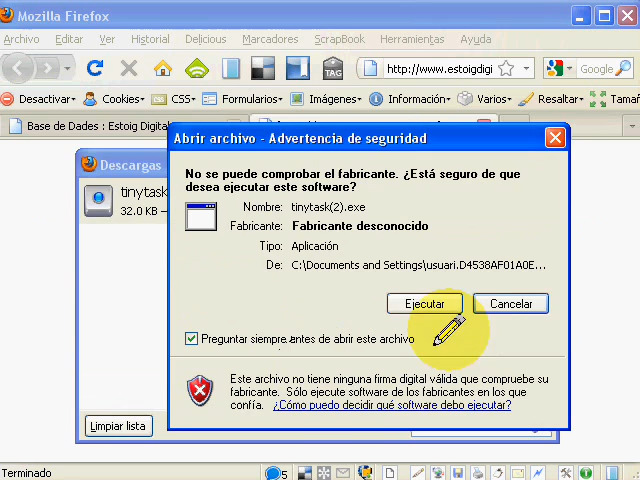 Mozilla Firefox
Archivo Editar Ver Historial Delicious Marcadores ScrapBook Herramientas Ayuda
TAG http://www.estoigdigi Google
Desactivar Cookies CSS Formularios Imágenes Información Varios Resaltar Tamañ
Base de Dades : Estoig Digital
Descargas
tinytask
32.0 KB —
Abrir archivo - Advertencia de seguridad
No se puede comprobar el fabricante. ¿Está seguro de que
desea ejecutar este software?
Nombre: tinytask(2).exe
Fabricante: Fabricante desconocido
Tipo: Aplicación
De: C:\Documents and Settings\usuari.D4538AF01A0E...
Ejecutar Cancelar
Preguntar siempre antes de abrir este archivo
Este archivo no tiene ninguna firma digital válida que compruebe su
fabricante. Sólo ejecute software de los fabricantes en los que
confía. ¿Cómo puedo decidir qué software debo ejecutar?
Limpiar lista
Terminado 5